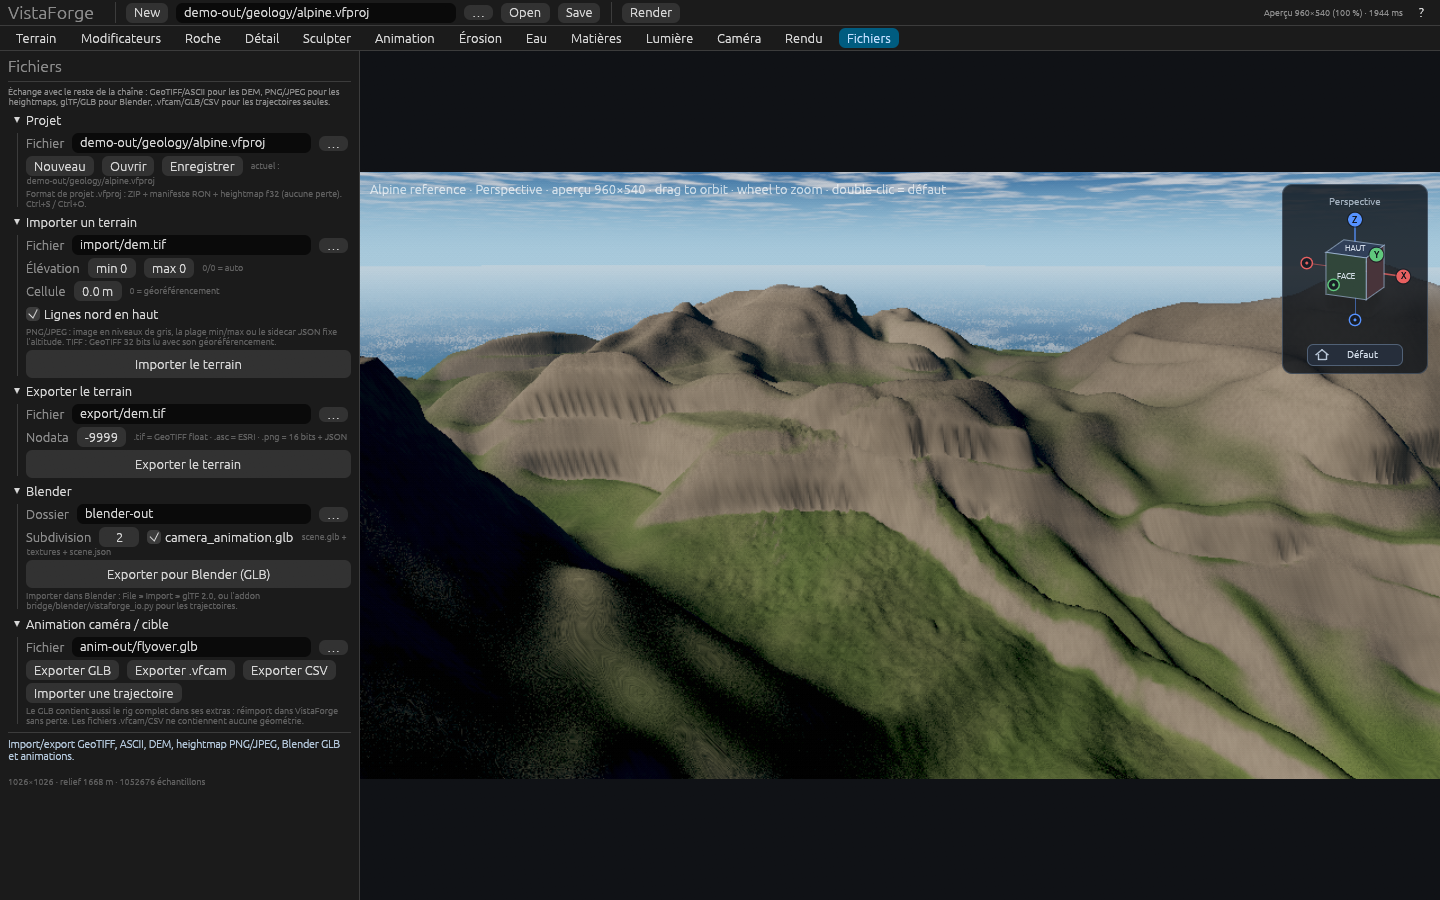 VistaForge New demo-out/geology/alpine.vfproj ... Open Save Render Aperçu 960×540 (100 %) · 1944 ms ?
Terrain Modificateurs Roche Détail Sculpter Animation Érosion Eau Matières Lumière Caméra Rendu Fichiers
Fichiers
Échange avec le reste de la chaîne : GeoTIFF/ASCII pour les DEM, PNG/JPEG pour les
heightmaps, glTF/GLB pour Blender, .vfcam/GLB/CSV pour les trajectoires seules.
▼ Projet
Fichier demo-out/geology/alpine.vfproj ...
Nouveau Ouvrir Enregistrer actuel :
demo-out/geology/alpine.vfproj
Format de projet .vfproj : ZIP + manifeste RON + heightmap f32 (aucune perte).
Ctrl+S / Ctrl+O.
▼ Importer un terrain
Fichier import/dem.tif ...
Élévation min 0 max 0 0/0 = auto
Cellule 0.0 m 0 = géoréférencement
Lignes nord en haut
PNG/JPEG : image en niveaux de gris, la plage min/max ou le sidecar JSON fixe
l'altitude. TIFF : GeoTIFF 32 bits lu avec son géoréférencement.
Importer le terrain
▼ Exporter le terrain
Fichier export/dem.tif ...
Nodata -9999 .tif = GeoTIFF float · .asc = ESRI · .png = 16 bits + JSON
Exporter le terrain
▼ Blender
Dossier blender-out ...
Subdivision 2 camera_animation.glb scene.glb +
textures + scene.json
Exporter pour Blender (GLB)
Importer dans Blender : File » Import » glTF 2.0, ou l'addon
bridge/blender/vistaforge_io.py pour les trajectoires.
▼ Animation caméra / cible
Fichier anim-out/flyover.glb ...
Exporter GLB Exporter .vfcam Exporter CSV
Importer une trajectoire
Le GLB contient aussi le rig complet dans ses extras : réimport dans VistaForge
sans perte. Les fichiers .vfcam/CSV ne contiennent aucune géométrie.
Import/export GeoTIFF, ASCII, DEM, heightmap PNG/JPEG, Blender GLB
et animations.
1026×1026 · relief 1668 m · 1052676 échantillons
Alpine reference · Perspective · aperçu 960×540 · drag to orbit · wheel to zoom · double-clic = défaut
Perspective
Z
HAUT
Y
FACE
X
Défaut